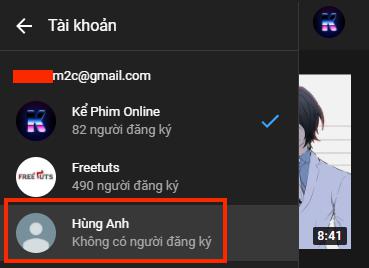 Tài khoản
m2c@gmail.com
Kể Phim Online
82 người đăng ký
FREETUTS
Freetuts
490 người đăng ký
Hùng Anh
Không có người đăng ký
8:41